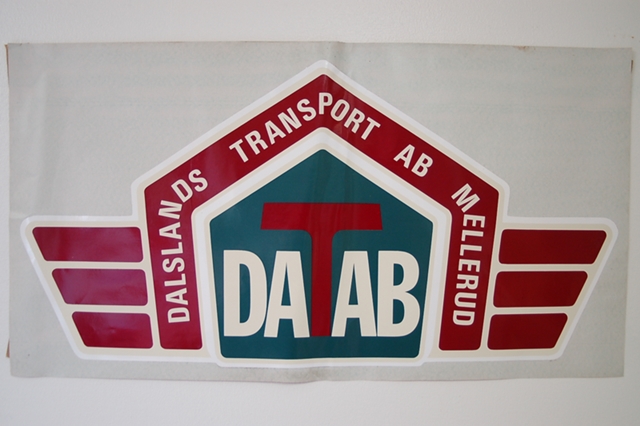 DALSLANDS TRANSPORT AB MELLERUD
DATAB